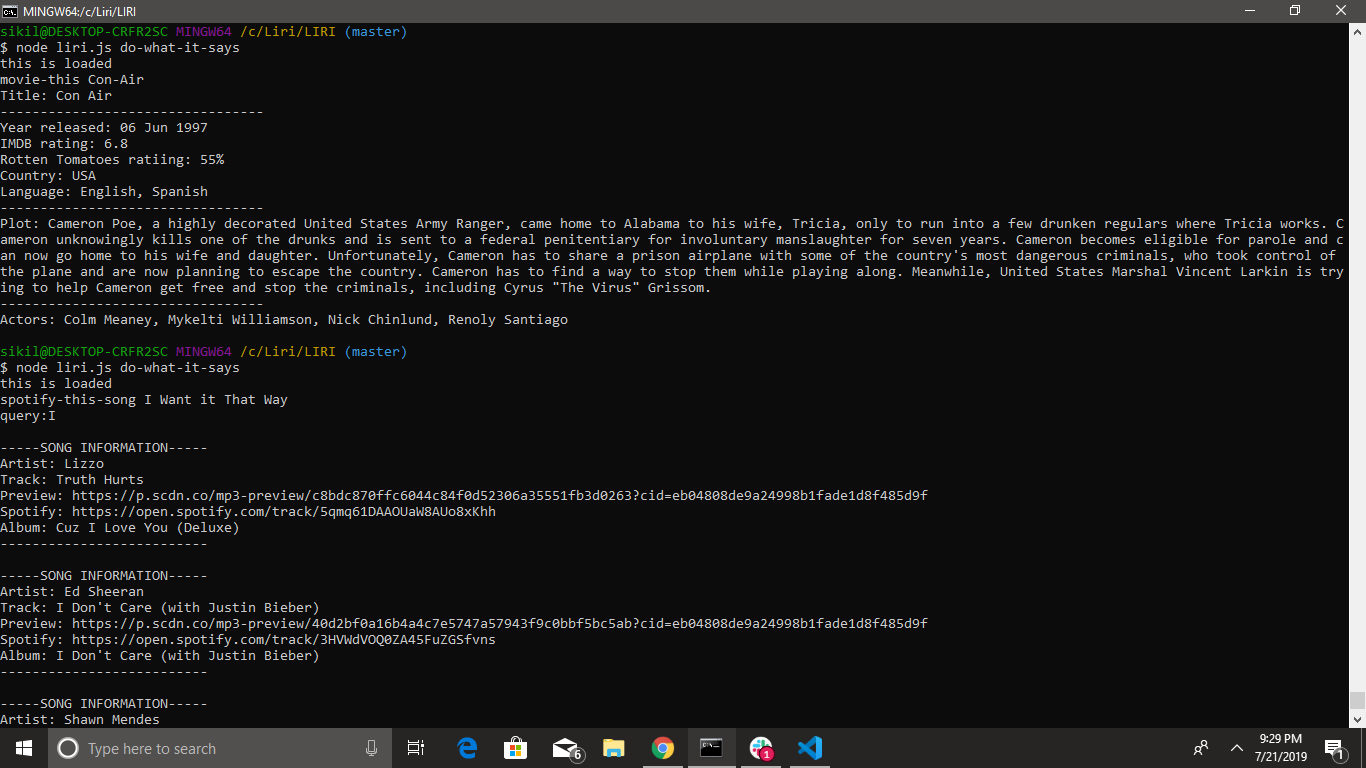 MINGW64:/c/Liri/LIRI
sikil@DESKTOP-CRFR2SC MINGW64 /c/Liri/LIRI (master)
$ node liri.js do-what-it-says
this is loaded
movie-this Con-Air
Title: Con Air
---------------------------------
Year released: 06 Jun 1997
IMDB rating: 6.8
Rotten Tomatoes ratiing: 55%
Country: USA
Language: English, Spanish
---------------------------------
Plot: Cameron Poe, a highly decorated United States Army Ranger, came home to Alabama to his wife, Tricia, only to run into a few drunken regulars where Tricia works. C
ameron unknowingly kills one of the drunks and is sent to a federal penitentiary for involuntary manslaughter for seven years. Cameron becomes eligible for parole and c
an now go home to his wife and daughter. Unfortunately, Cameron has to share a prison airplane with some of the country's most dangerous criminals, who took control of
the plane and are now planning to escape the country. Cameron has to find a way to stop them while playing along. Meanwhile, United States Marshal Vincent Larkin is try
ing to help Cameron get free and stop the criminals, including Cyrus "The Virus" Grissom.
---------------------------------
Actors: Colm Meaney, Mykelti Williamson, Nick Chinlund, Renoly Santiago
sikil@DESKTOP-CRFR2SC MINGW64 /c/Liri/LIRI (master)
$ node liri.js do-what-it-says
this is loaded
spotify-this-song I Want it That Way
query:I
-----SONG INFORMATION-----
Artist: Lizzo
Track: Truth Hurts
Preview: https://p.scdn.co/mp3-preview/c8bdc870ffc6044c84f0d52306a35551fb3d0263?cid=eb04808de9a24998b1fade1d8f485d9f
Spotify: https://open.spotify.com/track/5qmq61DAAOUaW8AUo8xKhh
Album: Cuz I Love You (Deluxe)
--------------------------
-----SONG INFORMATION-----
Artist: Ed Sheeran
Track: I Don't Care (with Justin Bieber)
Preview: https://p.scdn.co/mp3-preview/40d2bf0a16b4a4c7e5747a57943f9c0bbf5bc5ab?cid=eb04808de9a24998b1fade1d8f485d9f
Spotify: https://open.spotify.com/track/3HVWdVOQ0ZA45FuZGSfvns
Album: I Don't Care (with Justin Bieber)
--------------------------
-----SONG INFORMATION-----
Artist: Shawn Mendes
Type here to search
6
1
9:29 PM
7/21/2019
1